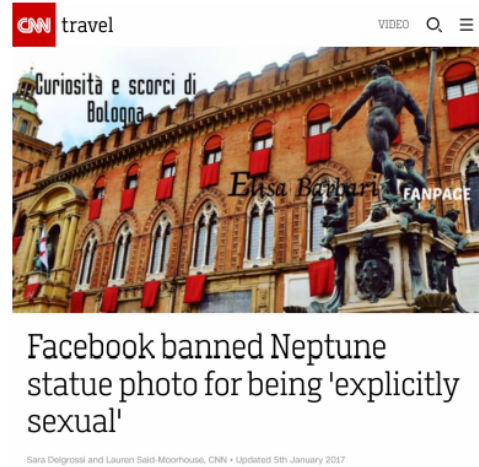 CNN travel
VIDEO
Curiosità e scorci di
Bologna
Elisa Barbari
FANPAGE
Facebook banned Neptune
statue photo for being 'explicitly
sexual'
Sara Delgrossi and Lauren Said-Moorhouse, CNN • Updated 5th January 2017